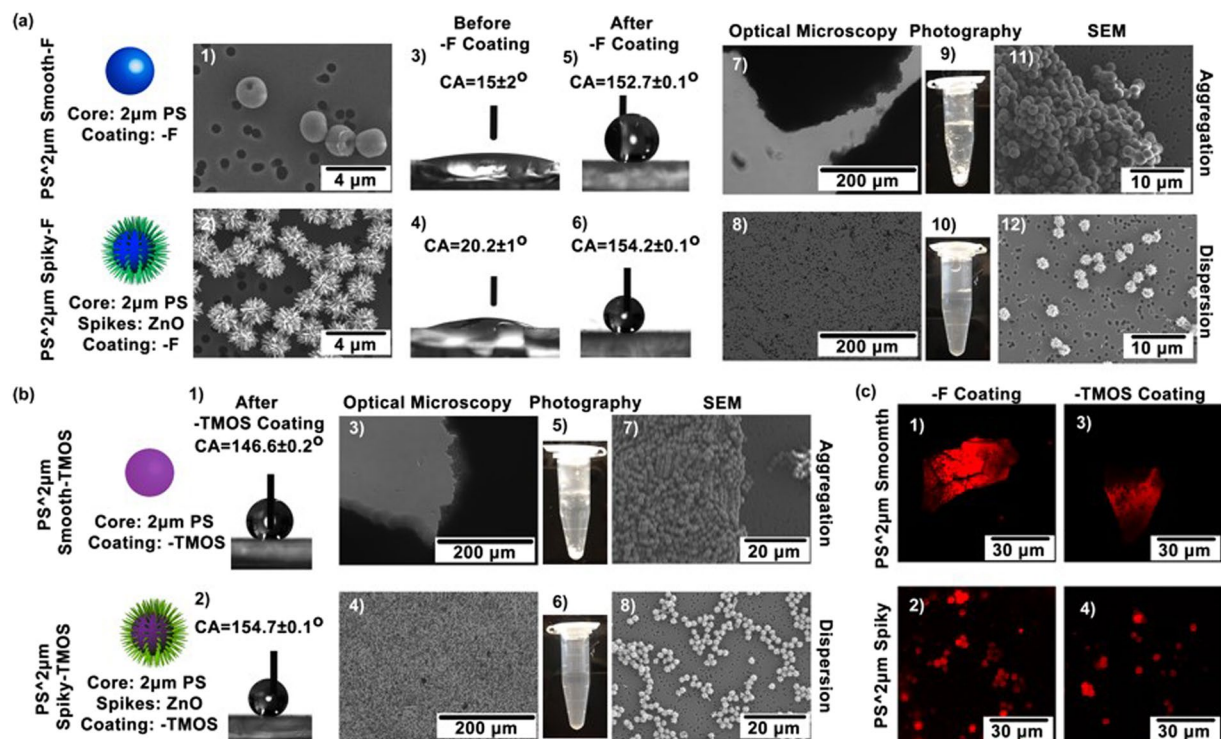 (a)
PS^2µm Smooth-F
Core: 2µm PS
Coating: -F
1)
4 µm
Before
-F Coating
3)
CA=15±2°
After
-F Coating
5)
CA=152.7±0.1°
Optical Microscopy
7)
200 µm
Photography
9)
SEM
11)
10 µm
Aggregation
PS^2µm Spiky-F
Core: 2µm PS
Spikes: ZnO
Coating: -F
2)
4 µm
4)
CA=20.2±1°
6)
CA=154.2±0.1°
8)
200 µm
10)
12)
10 µm
Dispersion
(b)
PS^2µm
Smooth-TMOS
Core: 2µm PS
Coating: -TMOS
1)
After
-TMOS Coating
CA=146.6±0.2°
Optical Microscopy
3)
200 µm
Photography
5)
SEM
7)
20 µm
Aggregation
PS^2µm
Spiky-TMOS
Core: 2µm PS
Spikes: ZnO
Coating: -TMOS
2)
CA=154.7±0.1°
4)
200 µm
6)
8)
20 µm
Dispersion
(c)
-F Coating
-TMOS Coating
PS^2µm Smoomth
1)
30 µm
3)
30 µm
PS^2µm Spiky
2)
30 µm
4)
30 µm